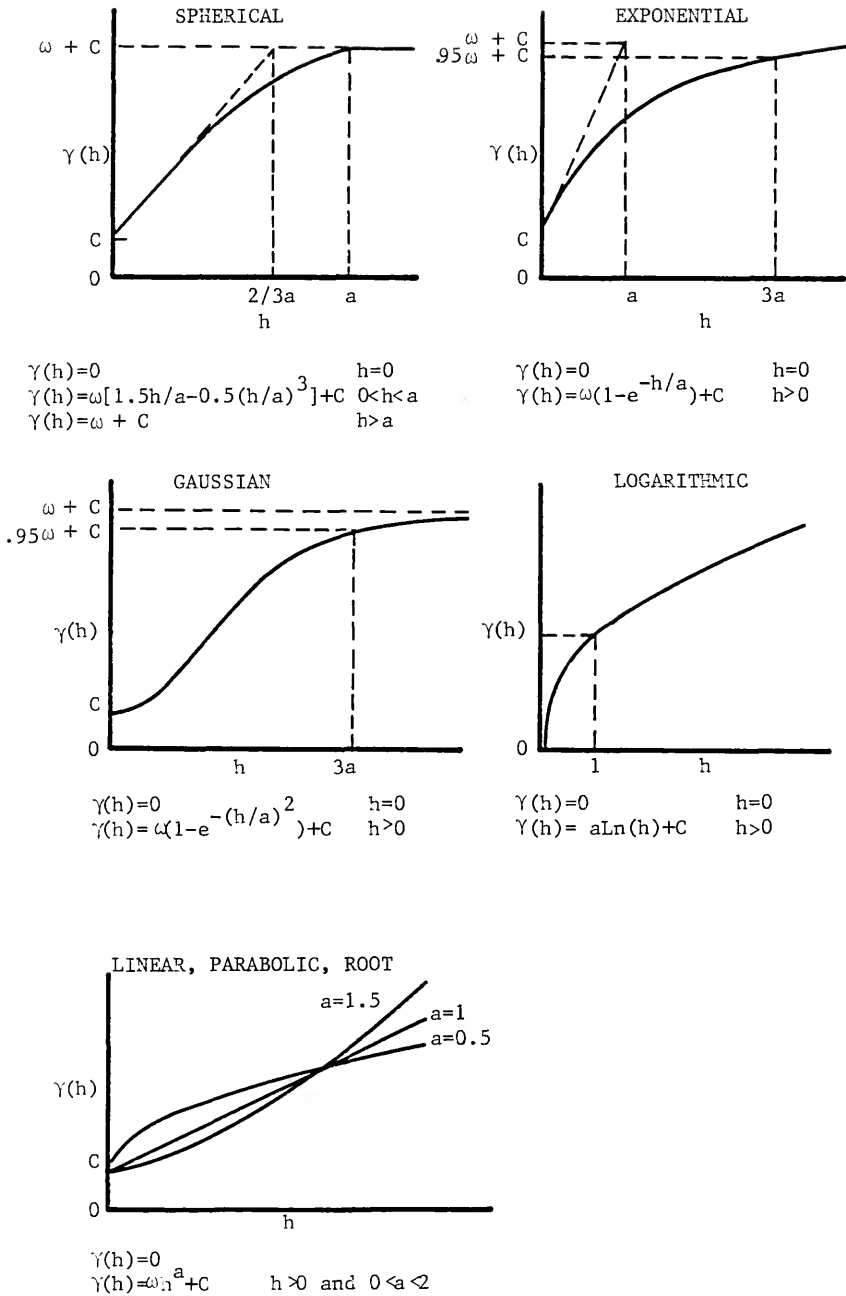 SPHERICAL
ω + C
γ(h)
C
0
2/3a
a
h
γ(h)=0 h=0
γ(h)=ω[1.5h/a-0.5(h/a)^3]+C 0<h<a
γ(h)=ω + C h>a
EXPONENTIAL
ω + C
.95ω + C
γ(h)
C
0
a
3a
h
γ(h)=0 h=0
γ(h)=ω(1-e^-h/a)+C h>0
GAUSSIAN
ω + C
.95ω + C
γ(h)
C
0
h
3a
γ(h)=0 h=0
γ(h)=ω(1-e^-(h/a)^2)+C h>0
LOGARITHMIC
γ(h)
0
1
h
γ(h)=0 h=0
γ(h)= aLn(h)+C h>0
LINEAR, PARABOLIC, ROOT
a=1.5
a=1
a=0.5
γ(h)
C
0
h
γ(h)=0
γ(h)=ωh^a+C h>0 and 0<a<2